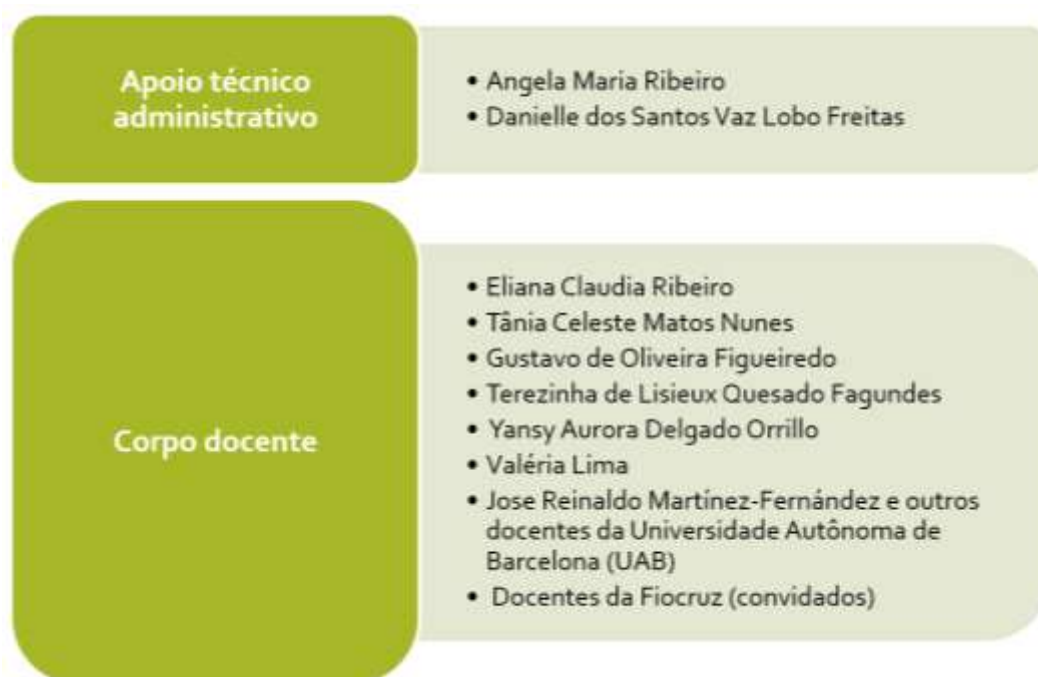 Apoio técnico
administrativo
• Angela Maria Ribeiro
• Danielle dos Santos Vaz Lobo Freitas
Corpo docente
• Eliana Claudia Ribeiro
• Tânia Celeste Matos Nunes
• Gustavo de Oliveira Figueiredo
• Terezinha de Lisieux Quesado Fagundes
• Yansy Aurora Delgado Orrillo
• Valéria Lima
• Jose Reinaldo Martínez-Fernández e outros
docentes da Universidade Autônoma de
Barcelona (UAB)
• Docentes da Fiocruz (convidados)